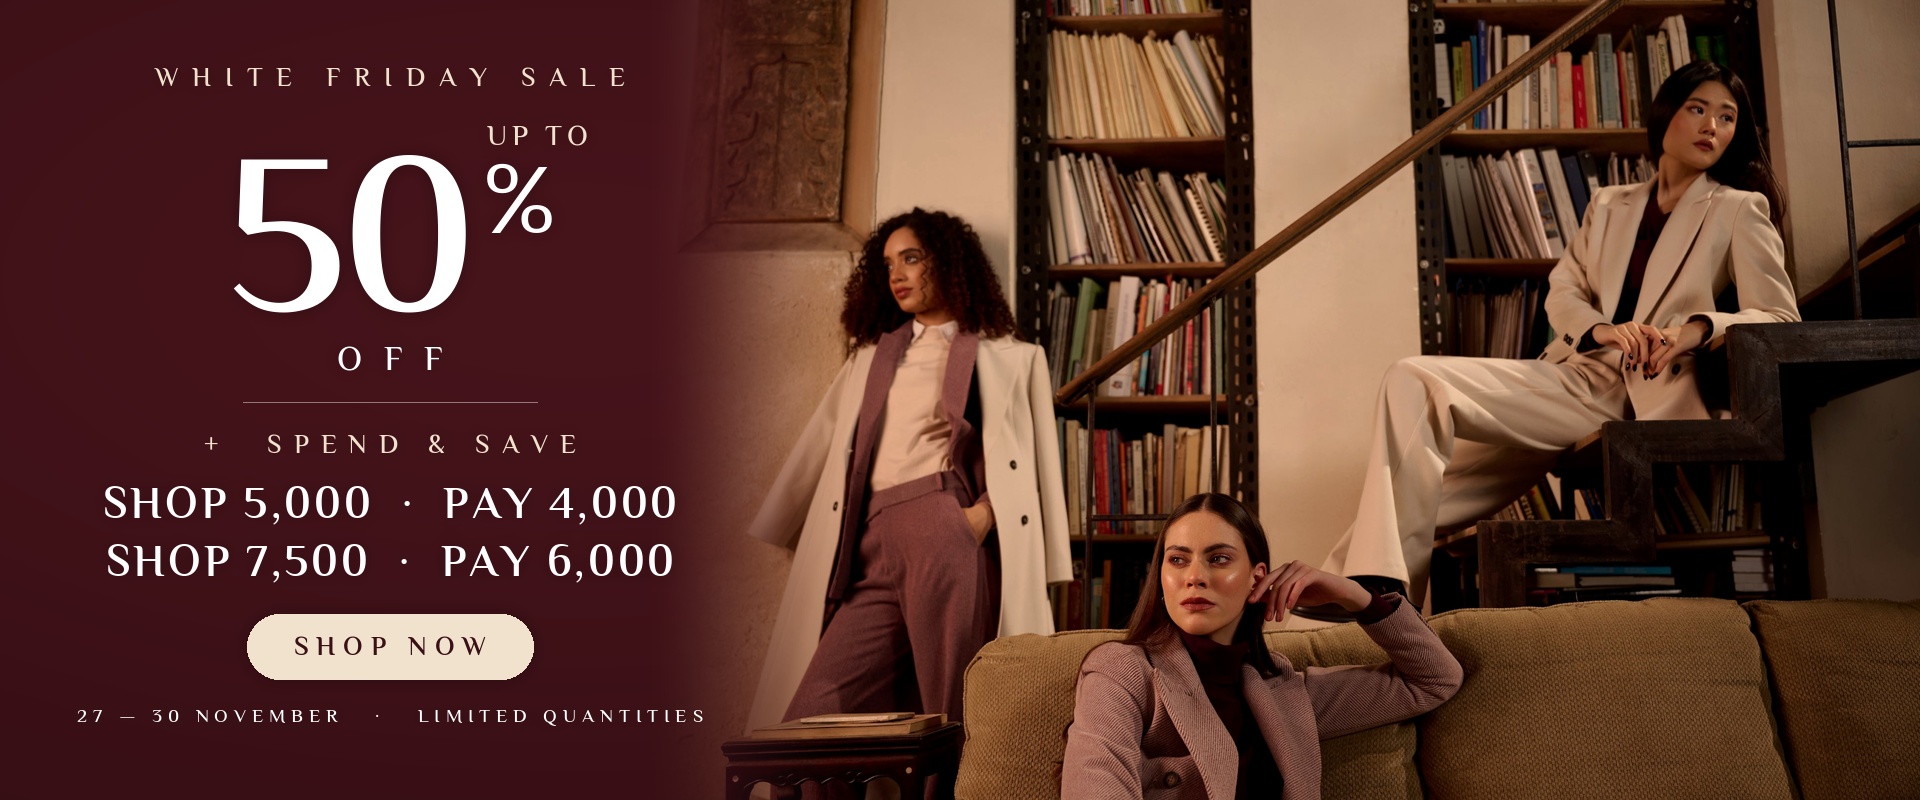 WHITE FRIDAY SALE
UP TO
50%
OFF
+ SPEND & SAVE
SHOP 5,000 · PAY 4,000
SHOP 7,500 · PAY 6,000
SHOP NOW
27 — 30 NOVEMBER · LIMITED QUANTITIES